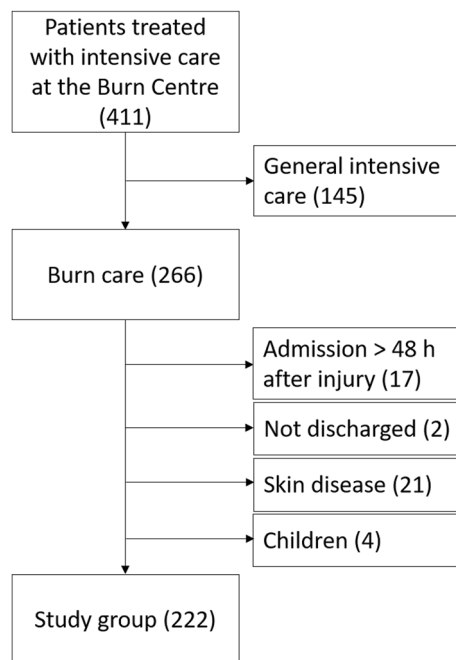 Patients treated
with intensive care
at the Burn Centre
(411)
General intensive
care (145)
Burn care (266)
Admission > 48 h
after injury (17)
Not discharged (2)
Skin disease (21)
Children (4)
Study group (222)